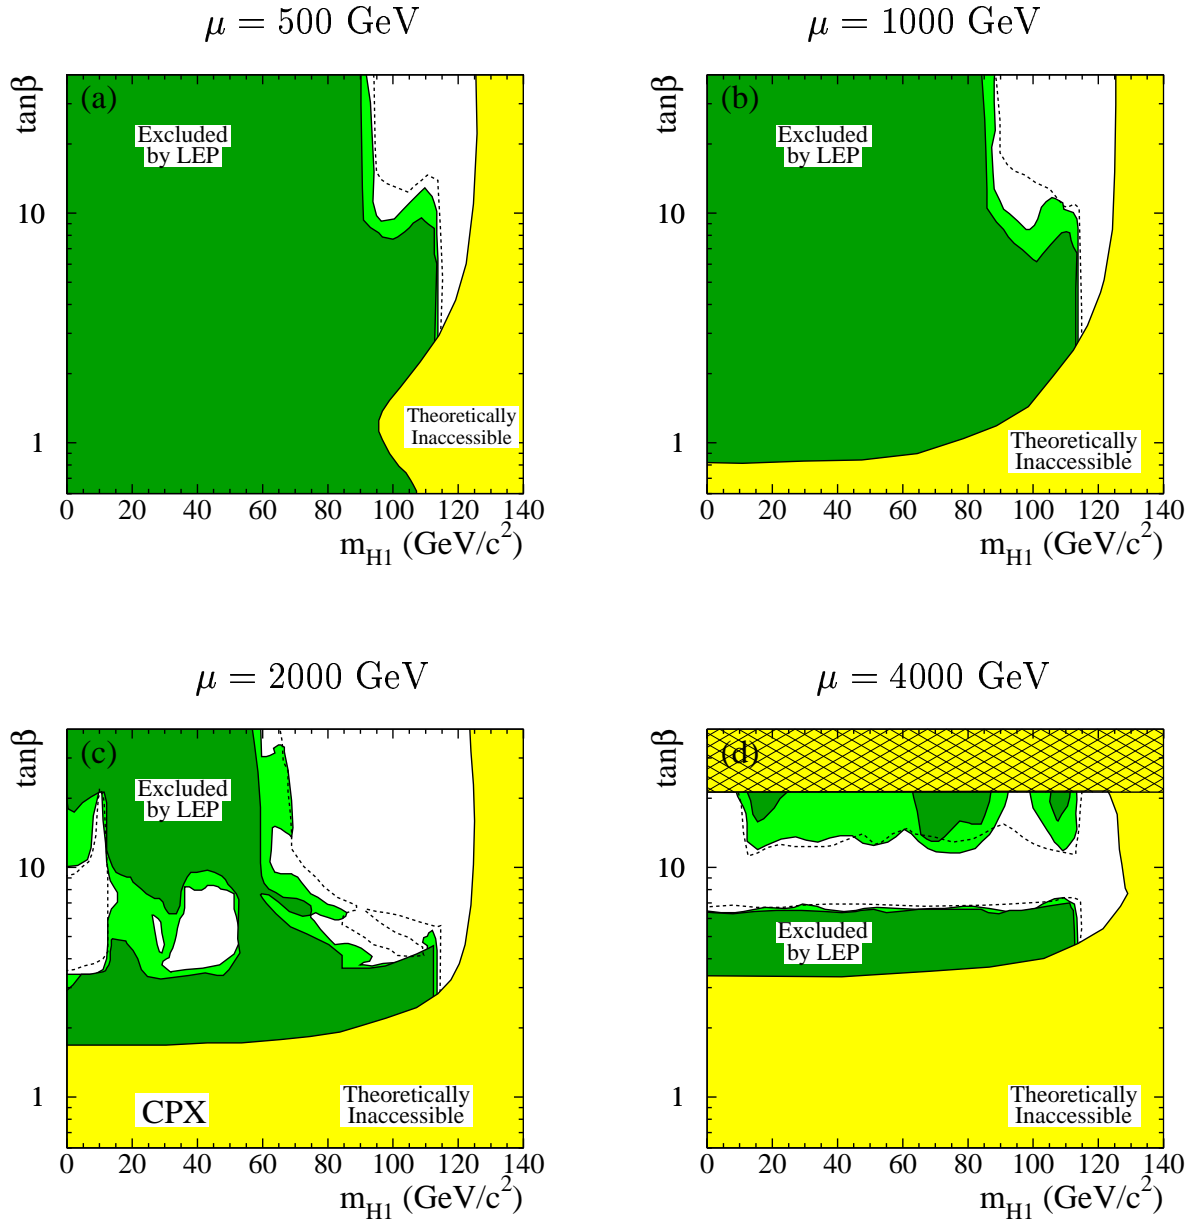 μ = 500 GeV
tanβ
(a)
Excluded
by LEP
10
1
Theoretically
Inaccessible
0 20 40 60 80 100 120 140
m_H1 (GeV/c²)
μ = 1000 GeV
tanβ
(b)
Excluded
by LEP
10
1
Theoretically
Inaccessible
0 20 40 60 80 100 120 140
m_H1 (GeV/c²)
μ = 2000 GeV
tanβ
(c)
Excluded
by LEP
10
1
CPX
Theoretically
Inaccessible
0 20 40 60 80 100 120 140
m_H1 (GeV/c²)
μ = 4000 GeV
tanβ
(d)
10
Excluded
by LEP
1
Theoretically
Inaccessible
0 20 40 60 80 100 120 140
m_H1 (GeV/c²)